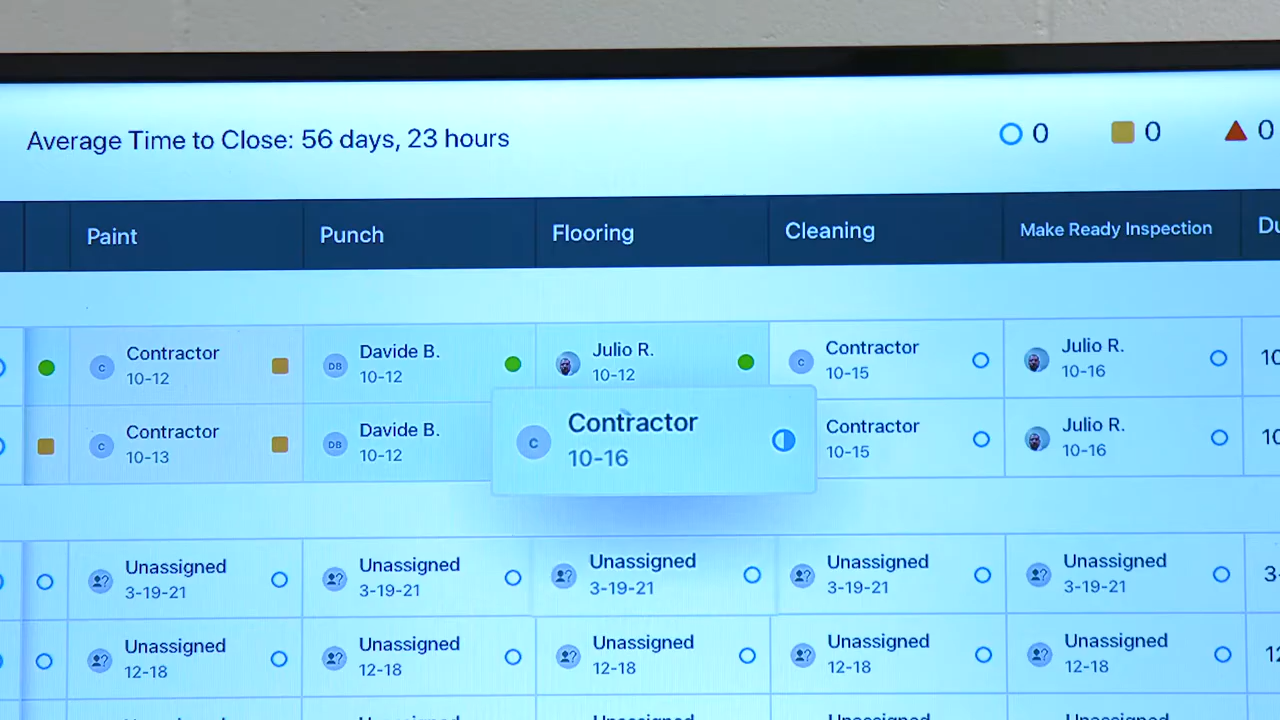 Average Time to Close: 56 days, 23 hours
0
0
0
Paint
Punch
Flooring
Cleaning
Make Ready Inspection
C
Contractor
10-12
DB
Davide B.
10-12
Julio R.
10-12
C
Contractor
10-15
Julio R.
10-16
C
Contractor
10-13
DB
Davide B.
10-12
C
Contractor
10-16
Contractor
10-15
Julio R.
10-16
Unassigned
3-19-21
Unassigned
3-19-21
Unassigned
3-19-21
Unassigned
3-19-21
Unassigned
3-19-21
Unassigned
12-18
Unassigned
12-18
Unassigned
12-18
Unassigned
12-18
Unassigned
12-18